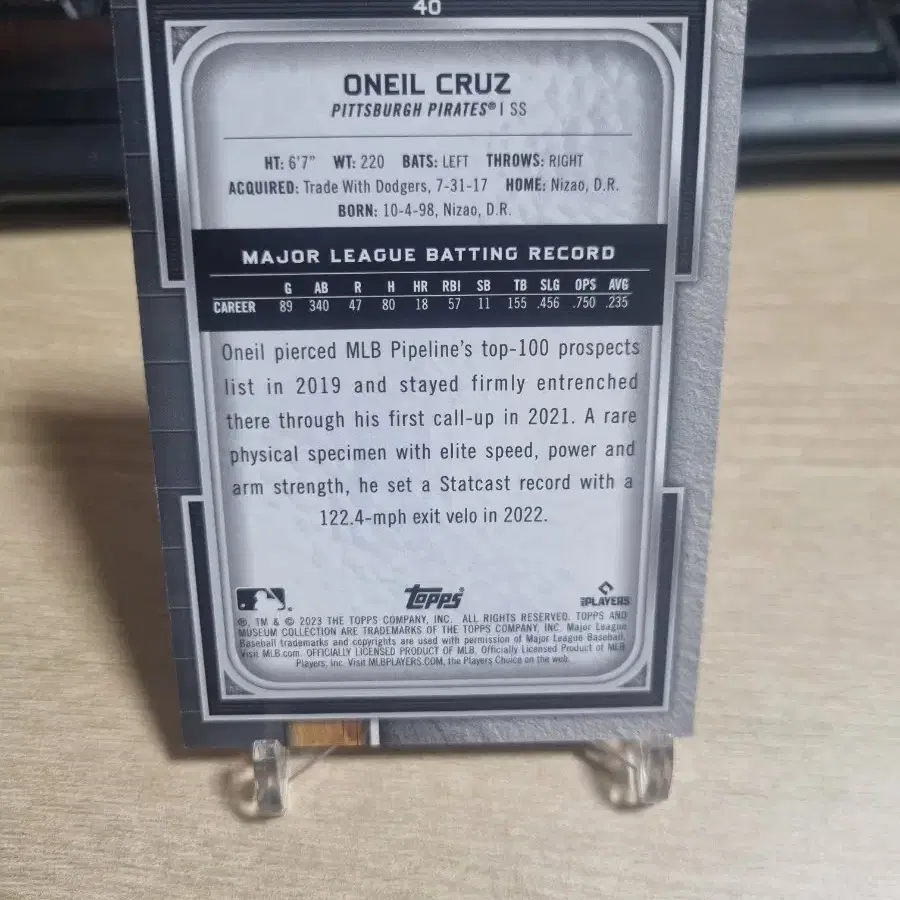 40
ONEIL CRUZ
PITTSBURGH PIRATES® | SS
HT: 6'7" WT: 220 BATS: LEFT THROWS: RIGHT
ACQUIRED: Trade With Dodgers, 7-31-17 HOME: Nizao, D.R.
BORN: 10-4-98, Nizao, D.R.
MAJOR LEAGUE BATTING RECORD
G AB R H HR RBI SB TB SLG OPS AVG
CAREER 89 340 47 80 18 57 11 155 .456 .750 .235
Oneil pierced MLB Pipeline's top-100 prospects
list in 2019 and stayed firmly entrenched
there through his first call-up in 2021. A rare
physical specimen with elite speed, power and
arm strength, he set a Statcast record with a
122.4-mph exit velo in 2022.
Topps®
PLAYERS
®, TM & © 2023 THE TOPPS COMPANY, INC. ALL RIGHTS RESERVED. TOPPS AND
MUSEUM COLLECTION ARE TRADEMARKS OF THE TOPPS COMPANY, INC. Major League
Baseball trademarks and copyrights are used with permission of Major League Baseball.
Visit MLB.com. OFFICIALLY LICENSED PRODUCT OF MLB. Officially Licensed Product of MLB
Players, Inc. Visit MLBPLAYERS.COM, the Players Choice on the web.